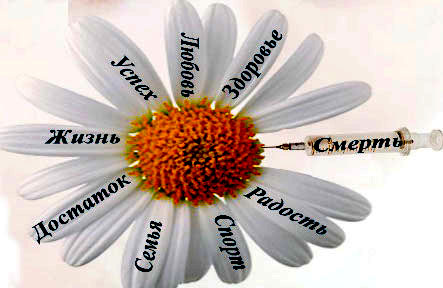 Жизнь
Успех
Любовь
Здоровье
Смерть
Радость
Спорт
Семья
Достаток